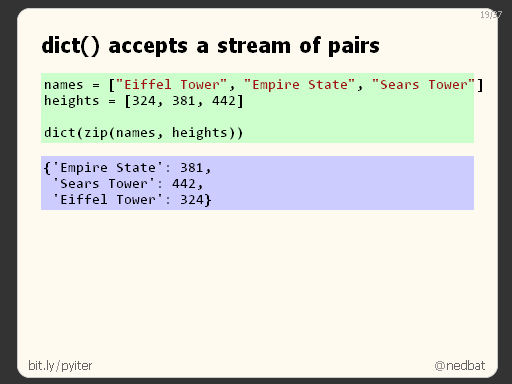 19/37
dict() accepts a stream of pairs
names = ["Eiffel Tower", "Empire State", "Sears Tower"]
heights = [324, 381, 442]
dict(zip(names, heights))
{'Empire State': 381,
 'Sears Tower': 442,
 'Eiffel Tower': 324}
bit.ly/pyiter
@nedbat